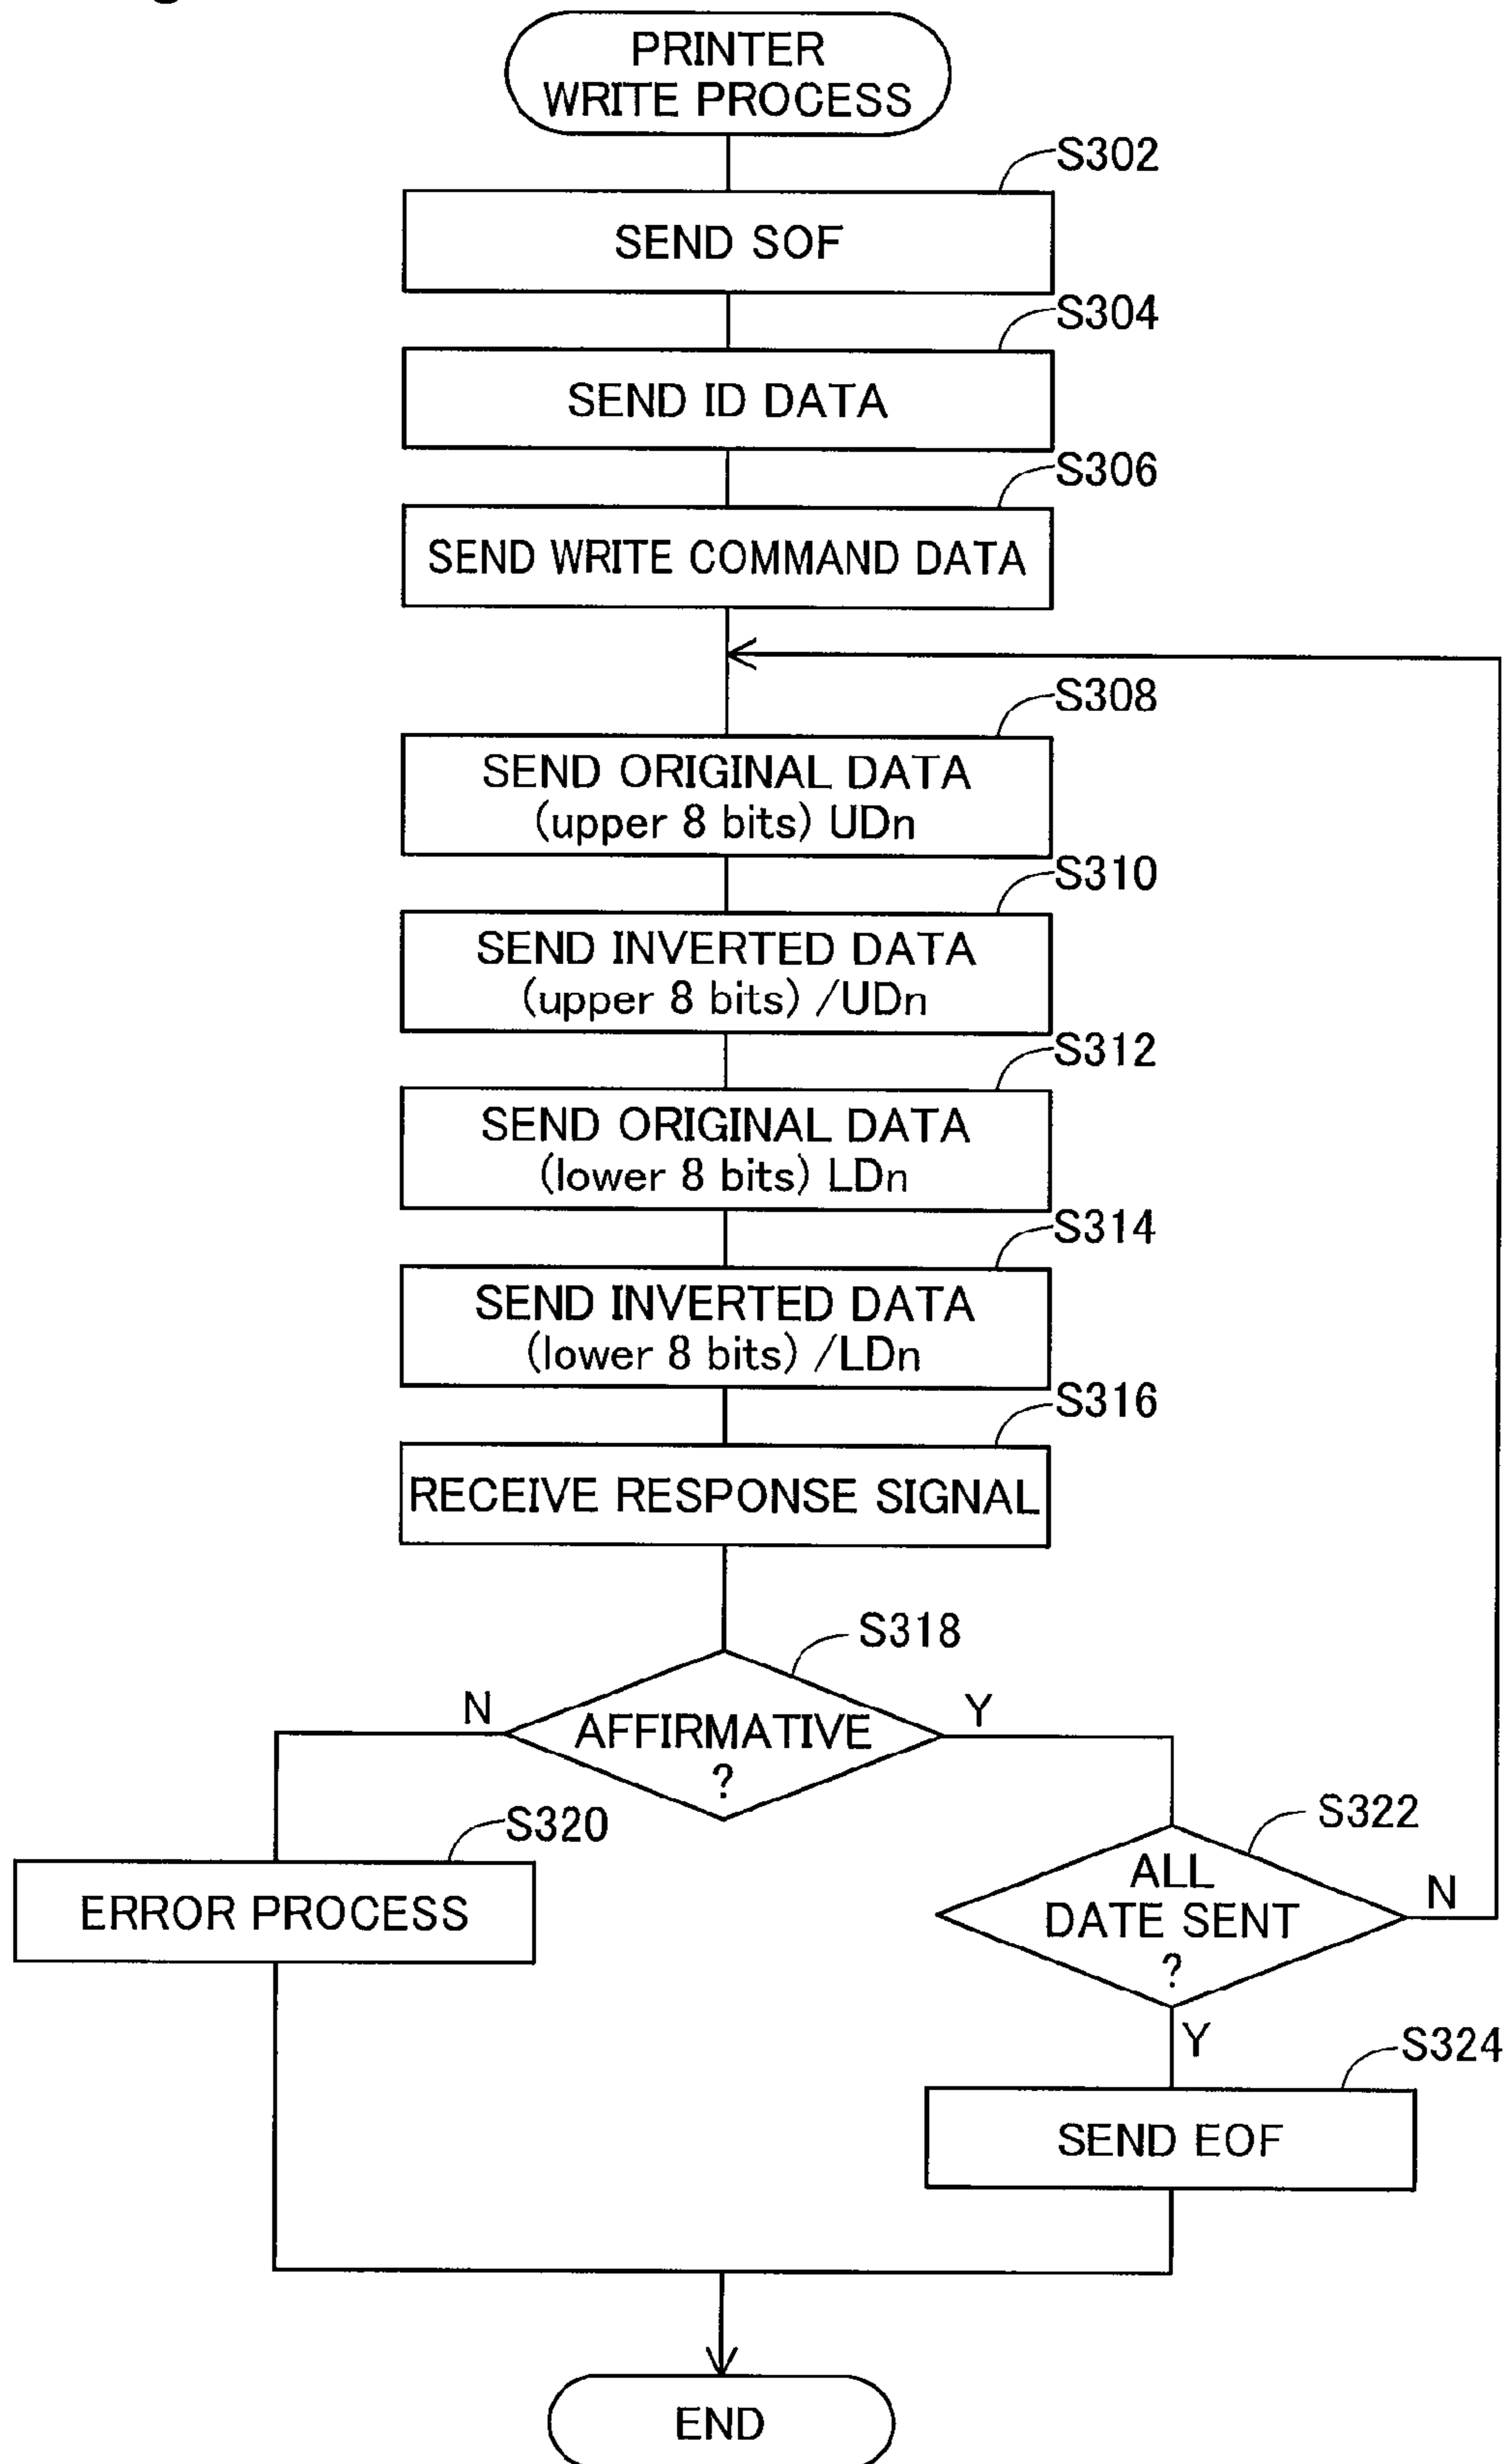 PRINTER
WRITE PROCESS
S302
SEND SOF
S304
SEND ID DATA
S306
SEND WRITE COMMAND DATA
S308
SEND ORIGINAL DATA
(upper 8 bits) UDn
S310
SEND INVERTED DATA
(upper 8 bits) /UDn
S312
SEND ORIGINAL DATA
(lower 8 bits) LDn
S314
SEND INVERTED DATA
(lower 8 bits) /LDn
S316
RECEIVE RESPONSE SIGNAL
S318
N
AFFIRMATIVE
?
Y
S320
ERROR PROCESS
S322
ALL
DATE SENT
?
N
Y
S324
SEND EOF
END